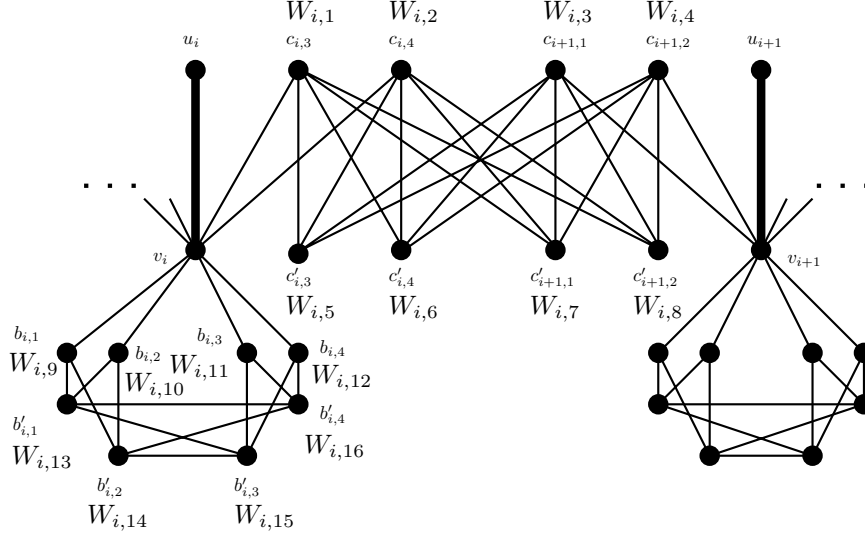 W_{i,1} W_{i,2} W_{i,3} W_{i,4}
u_i c_{i,3} c_{i,4} c_{i+1,1} c_{i+1,2} u_{i+1}
. . . . . .
v_i c'_{i,3} c'_{i,4} c'_{i+1,1} c'_{i+1,2} v_{i+1}
W_{i,5} W_{i,6} W_{i,7} W_{i,8}
b_{i,1} b_{i,2} b_{i,3} b_{i,4}
W_{i,9} W_{i,10} W_{i,11} W_{i,12}
b'_{i,1} b'_{i,4}
W_{i,13} W_{i,16}
b'_{i,2} b'_{i,3}
W_{i,14} W_{i,15}